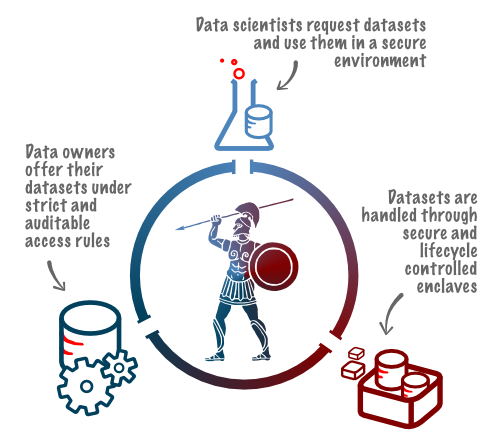 Data scientists request datasets
and use them in a secure
environment
Data owners
offer their
datasets under
strict and
auditable
access rules
Datasets are
handled through
secure and
lifecycle
controlled
enclaves